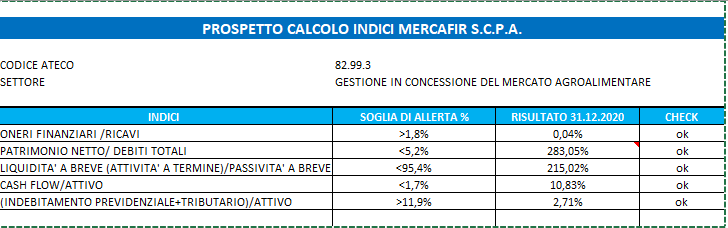 PROSPETTO CALCOLO INDICI MERCAFIR S.C.P.A.
CODICE ATECO 82.99.3
SETTORE GESTIONE IN CONCESSIONE DEL MERCATO AGROALIMENTARE
INDICI SOGLIA DI ALLERTA % RISULTATO 31.12.2020 CHECK
ONERI FINANZIARI /RICAVI >1,8% 0,04% ok
PATRIMONIO NETTO/ DEBITI TOTALI <5,2% 283,05% ok
LIQUIDITA' A BREVE (ATTIVITA' A TERMINE)/PASSIVITA' A BREVE <95,4% 215,02% ok
CASH FLOW/ATTIVO <1,7% 10,83% ok
(INDEBITAMENTO PREVIDENZIALE+TRIBUTARIO)/ATTIVO >11,9% 2,71% ok